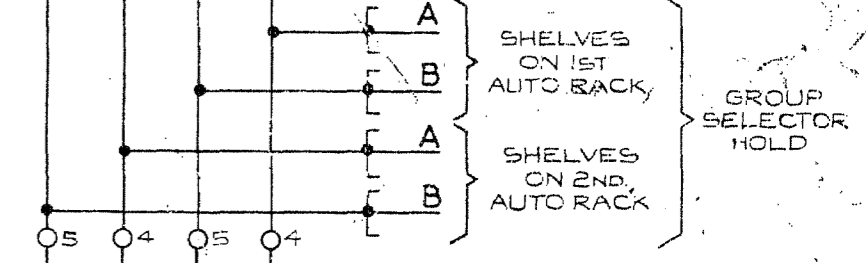 A
SHELVES
ON 1ST
AUTO RACK
B
GROUP
SELECTOR
HOLD
A
SHELVES
ON 2ND.
AUTO RACK
B
5 4 5 4